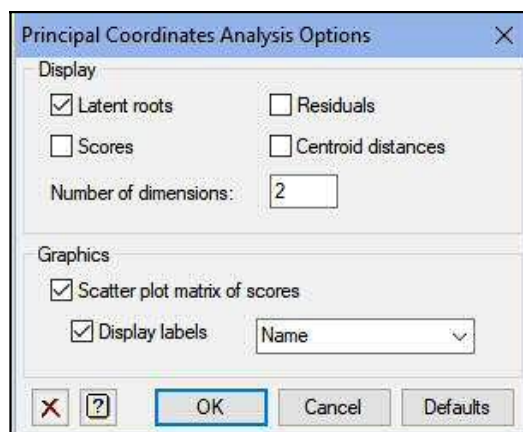 Principal Coordinates Analysis Options
Display
Latent roots Residuals
Scores Centroid distances
Number of dimensions: 2
Graphics
Scatter plot matrix of scores
Display labels Name
OK Cancel Defaults